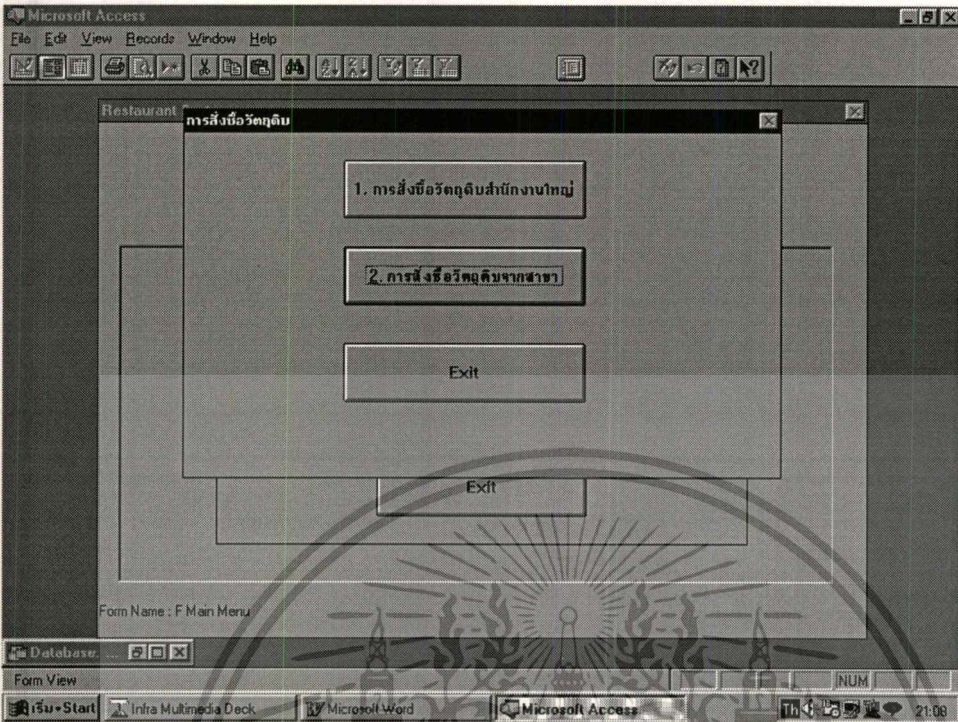 Microsoft Access
File Edit View Records Window Help
Restaurant
การสั่งซื้อวัตถุดิบ
1. การสั่งซื้อวัตถุดิบสำนักงานใหญ่
2. การสั่งซื้อวัตถุดิบจากสาขา
Exit
Exit
Form Name : F Main Menu
Database. ...
Form View NUM
เริ่ม+Start Infra Multimedia Deck Microsoft Word Microsoft Access Th 21:08